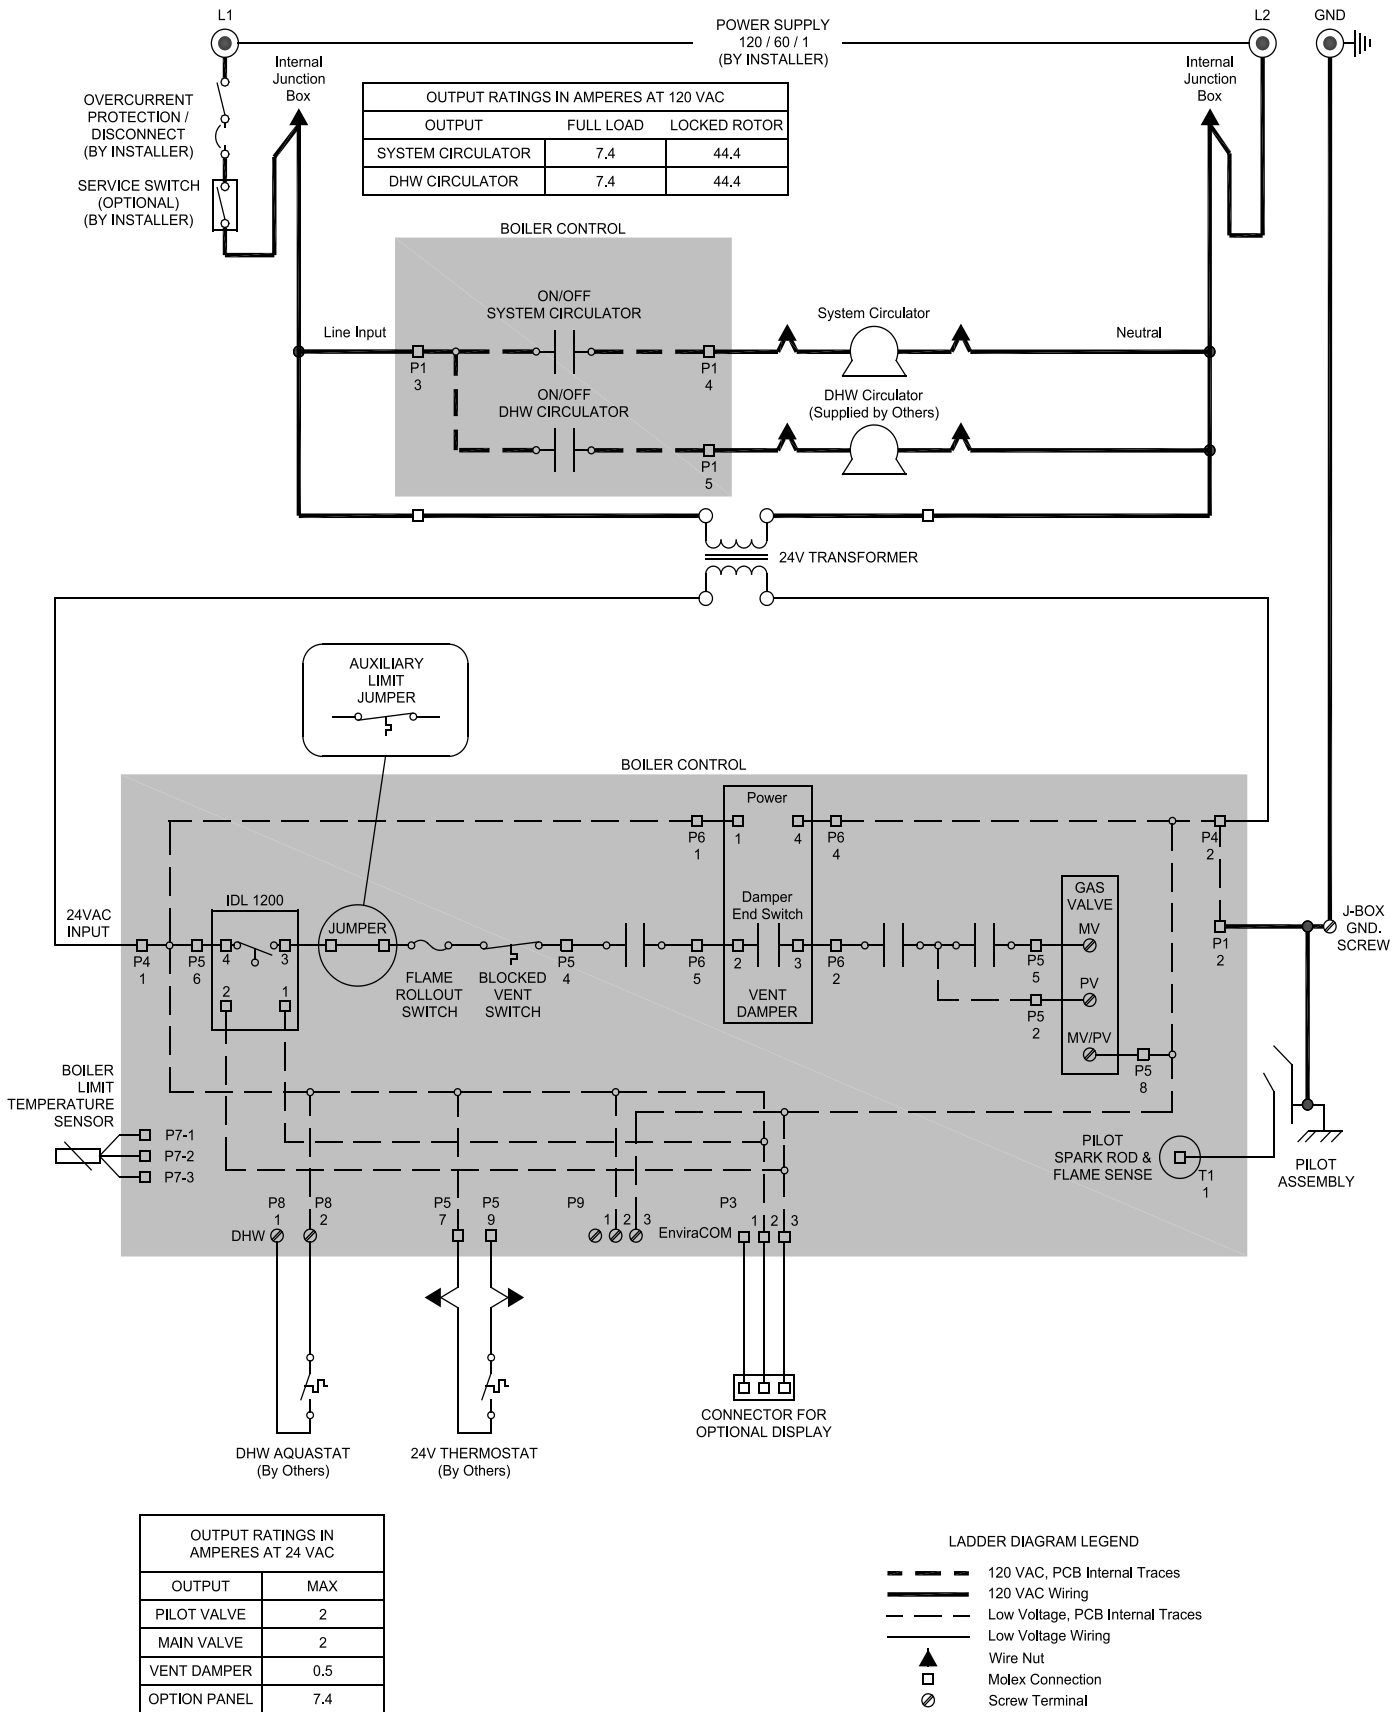 L1
POWER SUPPLY
120 / 60 / 1
(BY INSTALLER)
L2
GND
Internal
Junction
Box
Internal
Junction
Box
OVERCURRENT
PROTECTION /
DISCONNECT
(BY INSTALLER)
SERVICE SWITCH
(OPTIONAL)
(BY INSTALLER)
OUTPUT RATINGS IN AMPERES AT 120 VAC
OUTPUT FULL LOAD LOCKED ROTOR
SYSTEM CIRCULATOR 7.4 44.4
DHW CIRCULATOR 7.4 44.4
BOILER CONTROL
ON/OFF
SYSTEM CIRCULATOR
System Circulator
Line Input
Neutral
P1
3
P1
4
ON/OFF
DHW CIRCULATOR
DHW Circulator
(Supplied by Others)
P1
5
24V TRANSFORMER
AUXILIARY
LIMIT
JUMPER
BOILER CONTROL
Power
P6
1
1
4
P6
4
P4
2
24VAC
INPUT
P4
1
P5
6
IDL 1200
4
3
2
1
JUMPER
FLAME
ROLLOUT
SWITCH
BLOCKED
VENT
SWITCH
P5
4
P6
5
Damper
End Switch
2
3
VENT
DAMPER
P6
2
P5
5
P5
2
GAS
VALVE
MV
PV
MV/PV
P5
8
P1
2
J-BOX
GND.
SCREW
BOILER
LIMIT
TEMPERATURE
SENSOR
P7-1
P7-2
P7-3
PILOT
SPARK ROD &
FLAME SENSE
T1
1
PILOT
ASSEMBLY
DHW
P8
1
P8
2
P5
7
P5
9
P9
1 2 3
P3
EnviraCOM
1 2 3
DHW AQUASTAT
(By Others)
24V THERMOSTAT
(By Others)
CONNECTOR FOR
OPTIONAL DISPLAY
OUTPUT RATINGS IN
AMPERES AT 24 VAC
OUTPUT MAX
PILOT VALVE 2
MAIN VALVE 2
VENT DAMPER 0.5
OPTION PANEL 7.4
LADDER DIAGRAM LEGEND
120 VAC, PCB Internal Traces
120 VAC Wiring
Low Voltage, PCB Internal Traces
Low Voltage Wiring
Wire Nut
Molex Connection
Screw Terminal